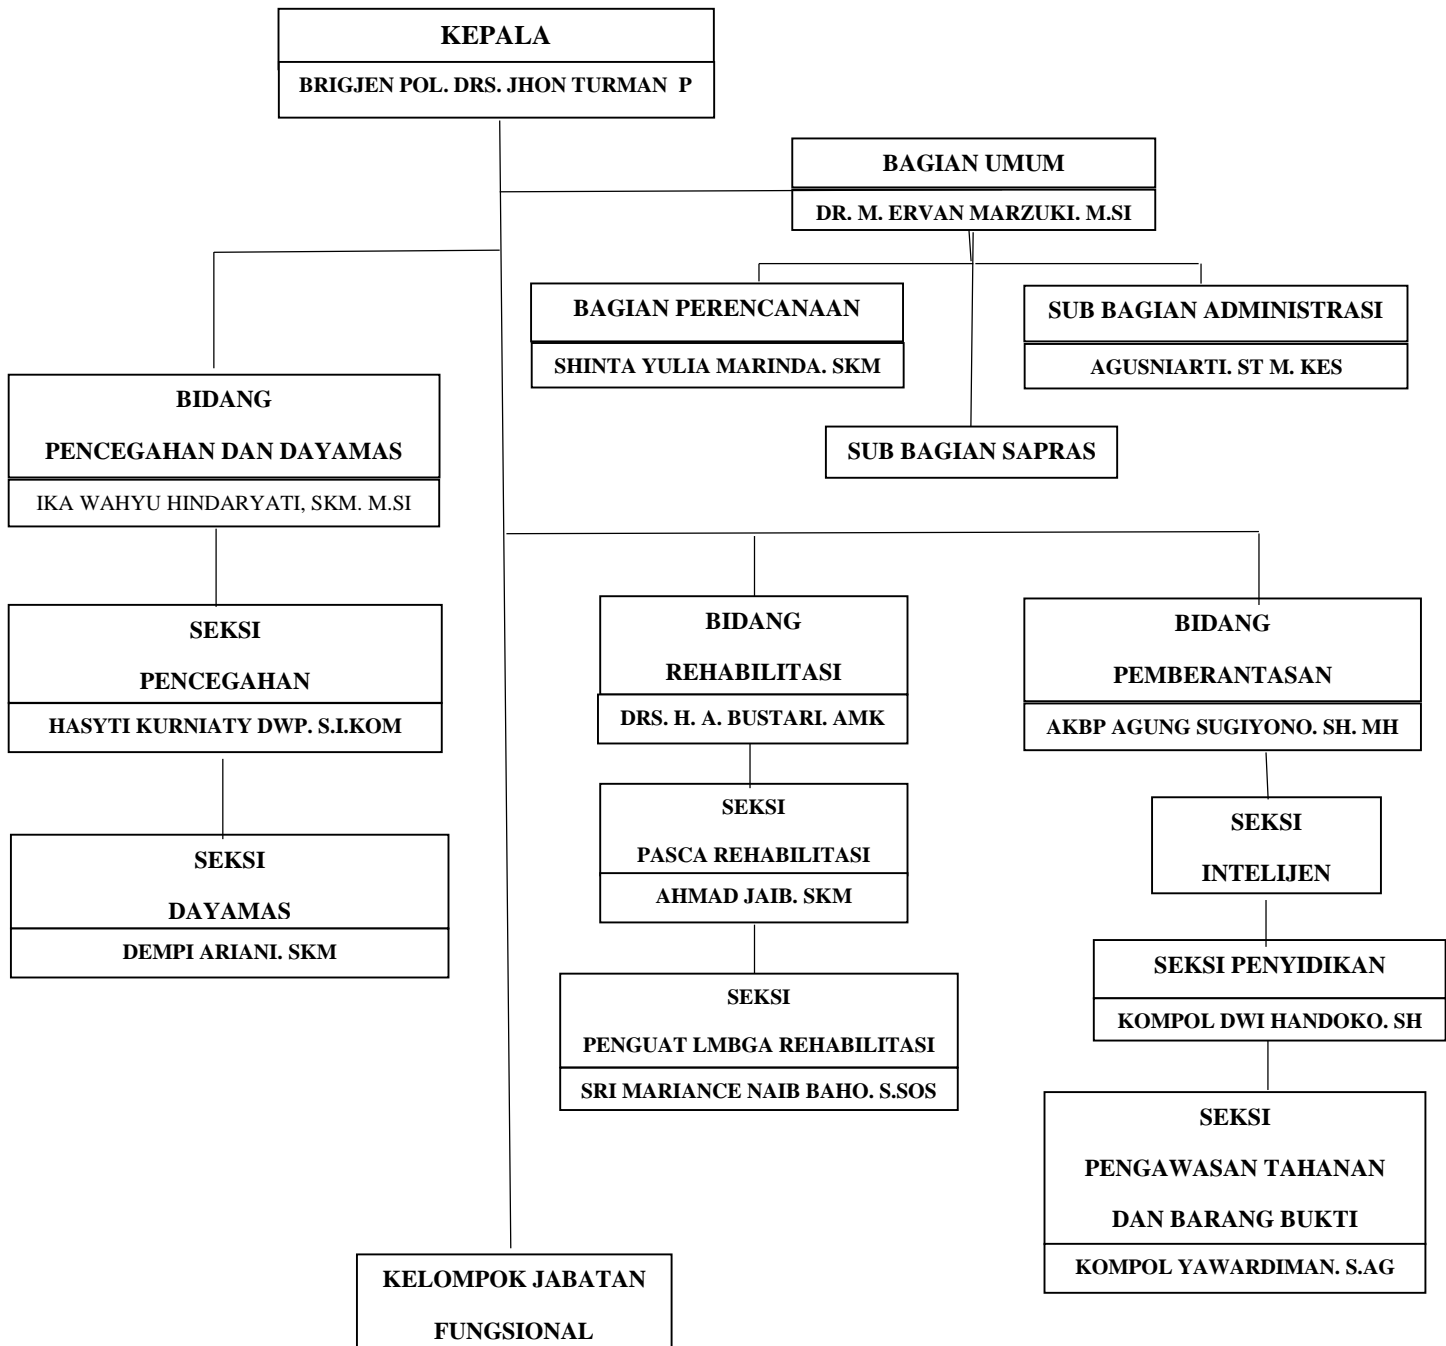 KEPALA
BRIGJEN POL. DRS. JHON TURMAN P
BAGIAN UMUM
DR. M. ERVAN MARZUKI. M.SI
BAGIAN PERENCANAAN
SHINTA YULIA MARINDA. SKM
SUB BAGIAN ADMINISTRASI
AGUSNIARTI. ST M. KES
SUB BAGIAN SAPRAS
BIDANG
PENCEGAHAN DAN DAYAMAS
IKA WAHYU HINDARYATI, SKM. M.SI
SEKSI
PENCEGAHAN
HASYTI KURNIATY DWP. S.I.KOM
SEKSI
DAYAMAS
DEMPI ARIANI. SKM
BIDANG
REHABILITASI
DRS. H. A. BUSTARI. AMK
SEKSI
PASCA REHABILITASI
AHMAD JAIB. SKM
SEKSI
PENGUAT LMBGA REHABILITASI
SRI MARIANCE NAIB BAHO. S.SOS
BIDANG
PEMBERANTASAN
AKBP AGUNG SUGIYONO. SH. MH
SEKSI
INTELIJEN
SEKSI PENYIDIKAN
KOMPOL DWI HANDOKO. SH
SEKSI
PENGAWASAN TAHANAN
DAN BARANG BUKTI
KOMPOL YAWARDIMAN. S.AG
KELOMPOK JABATAN
FUNGSIONAL